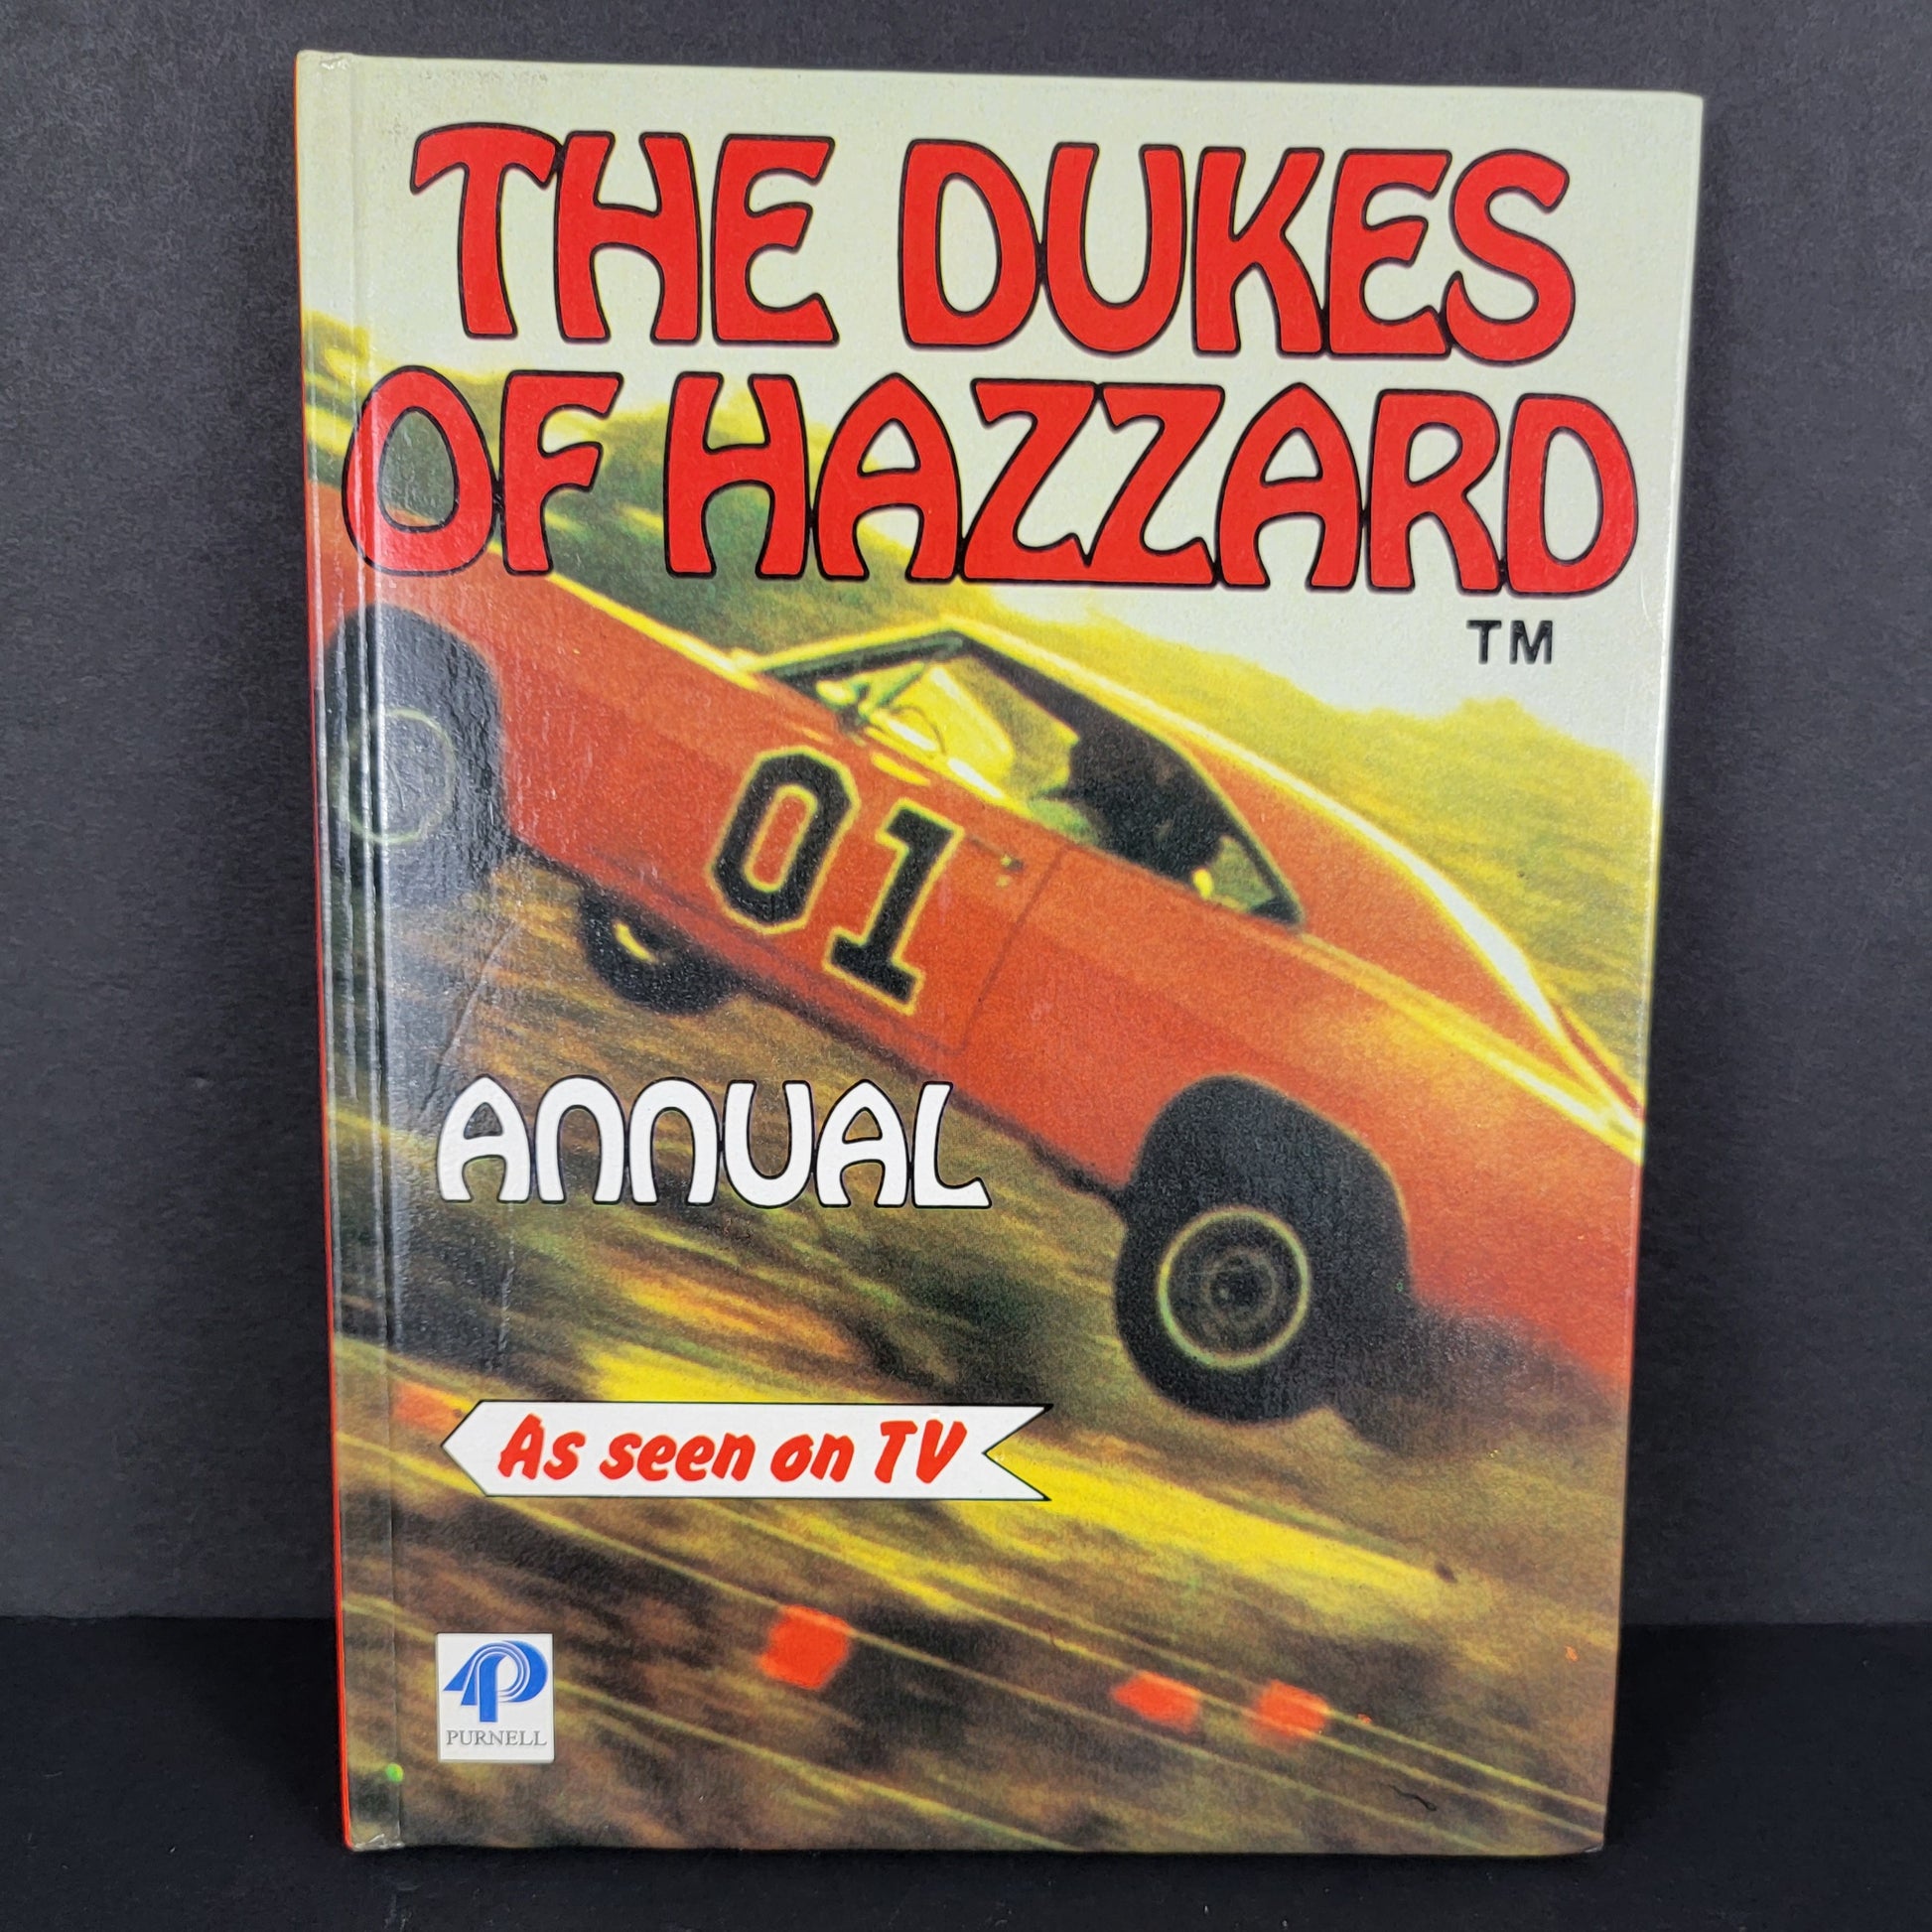 THE DUKES
OF HAZZARD
TM
01
ANNUAL
As seen on TV
PURNELL